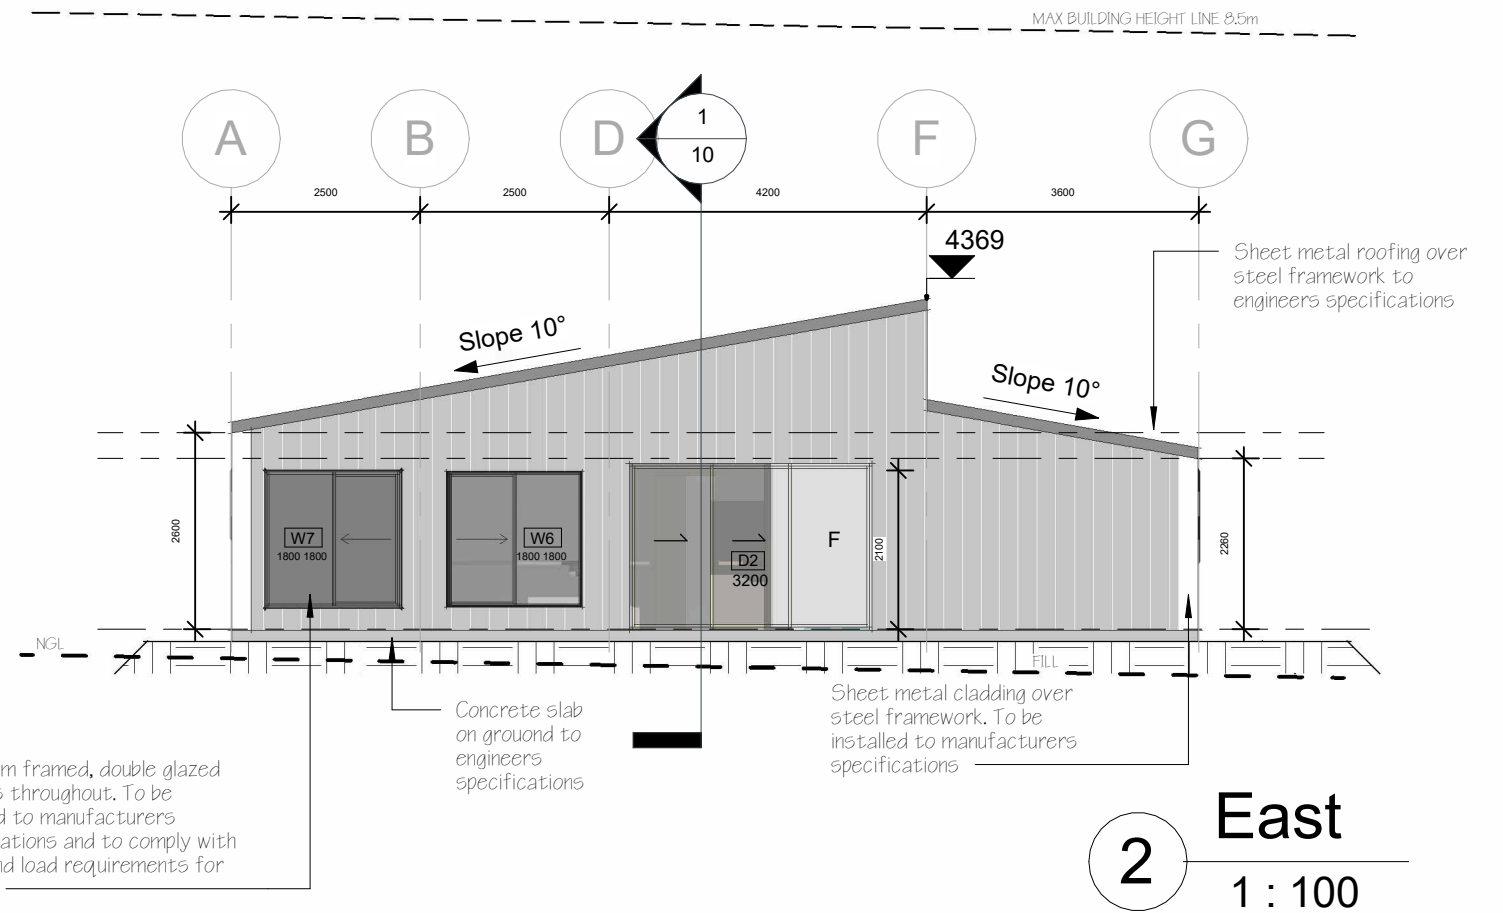 MAX BUILDING HEIGHT LINE 8.5m
A
B
D
1
10
F
G
2500
2500
4200
3600
4369
Sheet metal roofing over
steel framework to
engineers specifications
Slope 10°
Slope 10°
2600
W7
1800 1800
W6
1800 1800
D2
3200
F
2100
2260
NGL
FILL
Concrete slab
on grouond to
engineers
specifications
Sheet metal cladding over
steel framework. To be
installed to manufacturers
specifications
m framed, double glazed
s throughout. To be
d to manufacturers
ations and to comply with
nd load requirements for
2
East
1 : 100